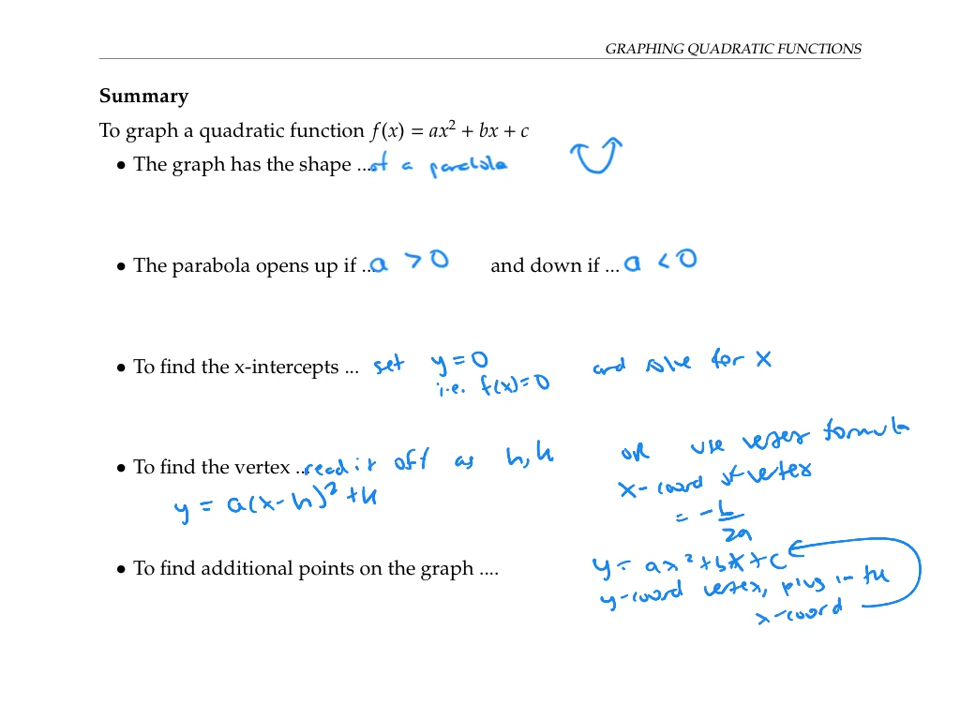 GRAPHING QUADRATIC FUNCTIONS
Summary
To graph a quadratic function f(x) = ax² + bx + c
• The graph has the shape ... of a parabola
• The parabola opens up if ... a > 0 and down if ... a < 0
• To find the x-intercepts ... set y = 0 and solve for x
i.e. f(x) = 0
• To find the vertex ... read it off as h, k or use vertex formula
y = a(x-h)² + k
x-coord of vertex
= -b/2a
• To find additional points on the graph ....
y = ax² + bx + c
y-coord vertex, plug in the
x-coord